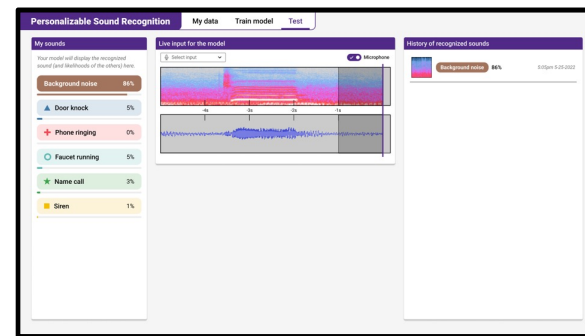 Personalizable Sound Recognition
My data
Train model
Test
My sounds
Your model will display the recognized
sound (and likelihoods of the others) here.
Background noise 86%
Door knock 5%
Phone ringing 0%
Faucet running 5%
Name call 3%
Siren 1%
Live input for the model
Select input
Microphone
-4s -3s -2s -1s
History of recognized sounds
Background noise 86% 5:03pm 5-25-2022